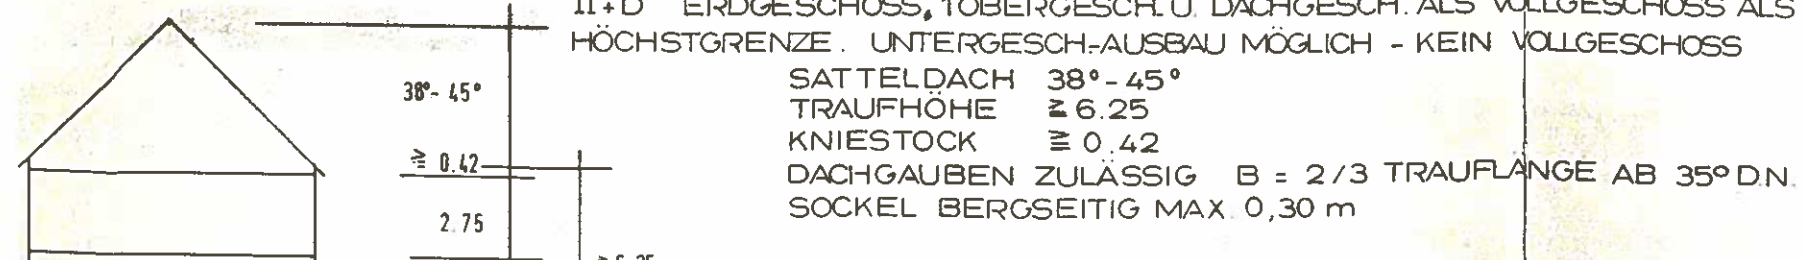 II+D ERDGESCHOSS, 1OBERGESCH. U. DACHGESCH. ALS VOLLGESCHOSS ALS
HÖCHSTGRENZE. UNTERGESCH.-AUSBAU MÖGLICH - KEIN VOLLGESCHOSS
SATTELDACH 38°-45°
TRAUFHÖHE ≧ 6.25
KNIESTOCK ≧ 0.42
DACHGAUBEN ZULÄSSIG B = 2/3 TRAUFLÄNGE AB 35° D.N.
SOCKEL BERGSEITIG MAX. 0,30 m
38°- 45°
≧ 0.42
2.75